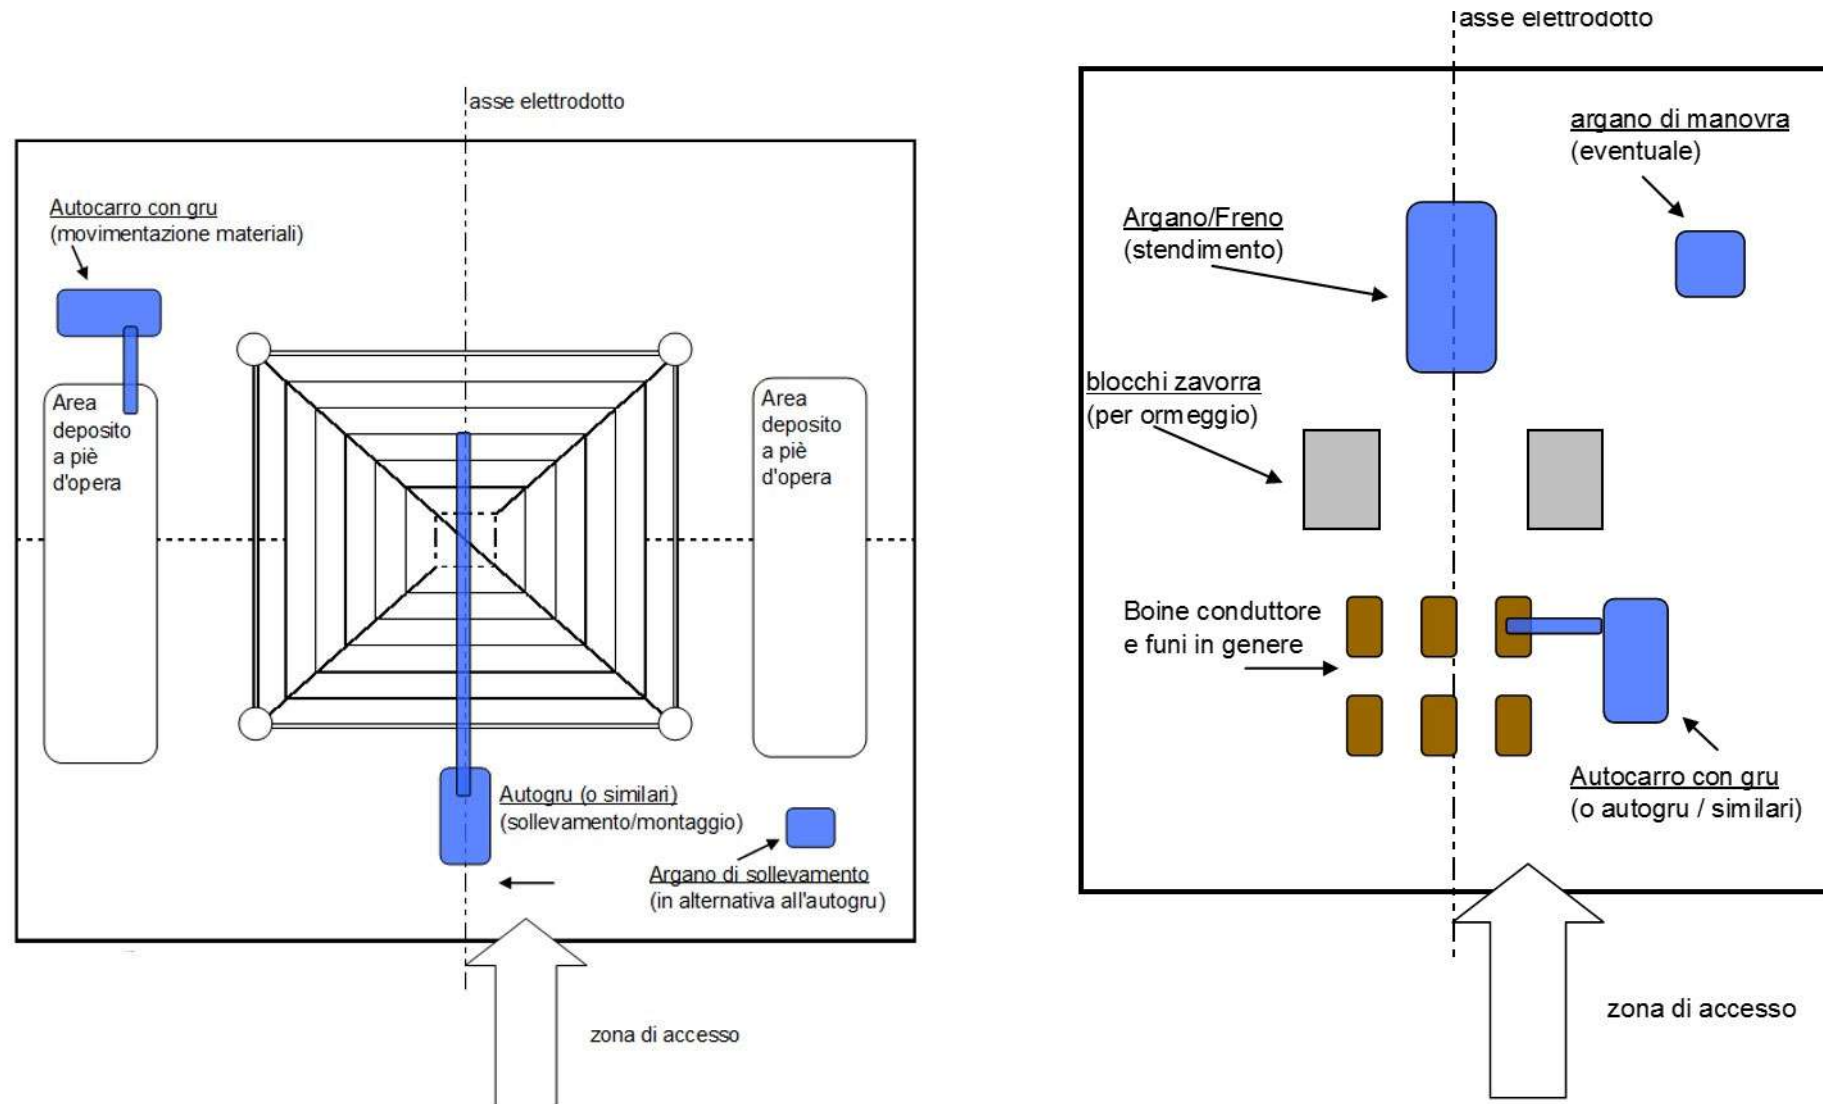 asse elettrodotto
Autocarro con gru
(movimentazione materiali)
Area
deposito
a piè
d'opera
Area
deposito
a piè
d'opera
Autogru (o similari)
(sollevamento/montaggio)
Argano di sollevamento
(in alternativa all'autogru)
zona di accesso
asse elettrodotto
argano di manovra
(eventuale)
Argano/Freno
(stendimento)
blocchi zavorra
(per ormeggio)
Boine conduttore
e funi in genere
Autocarro con gru
(o autogru / similari)
zona di accesso